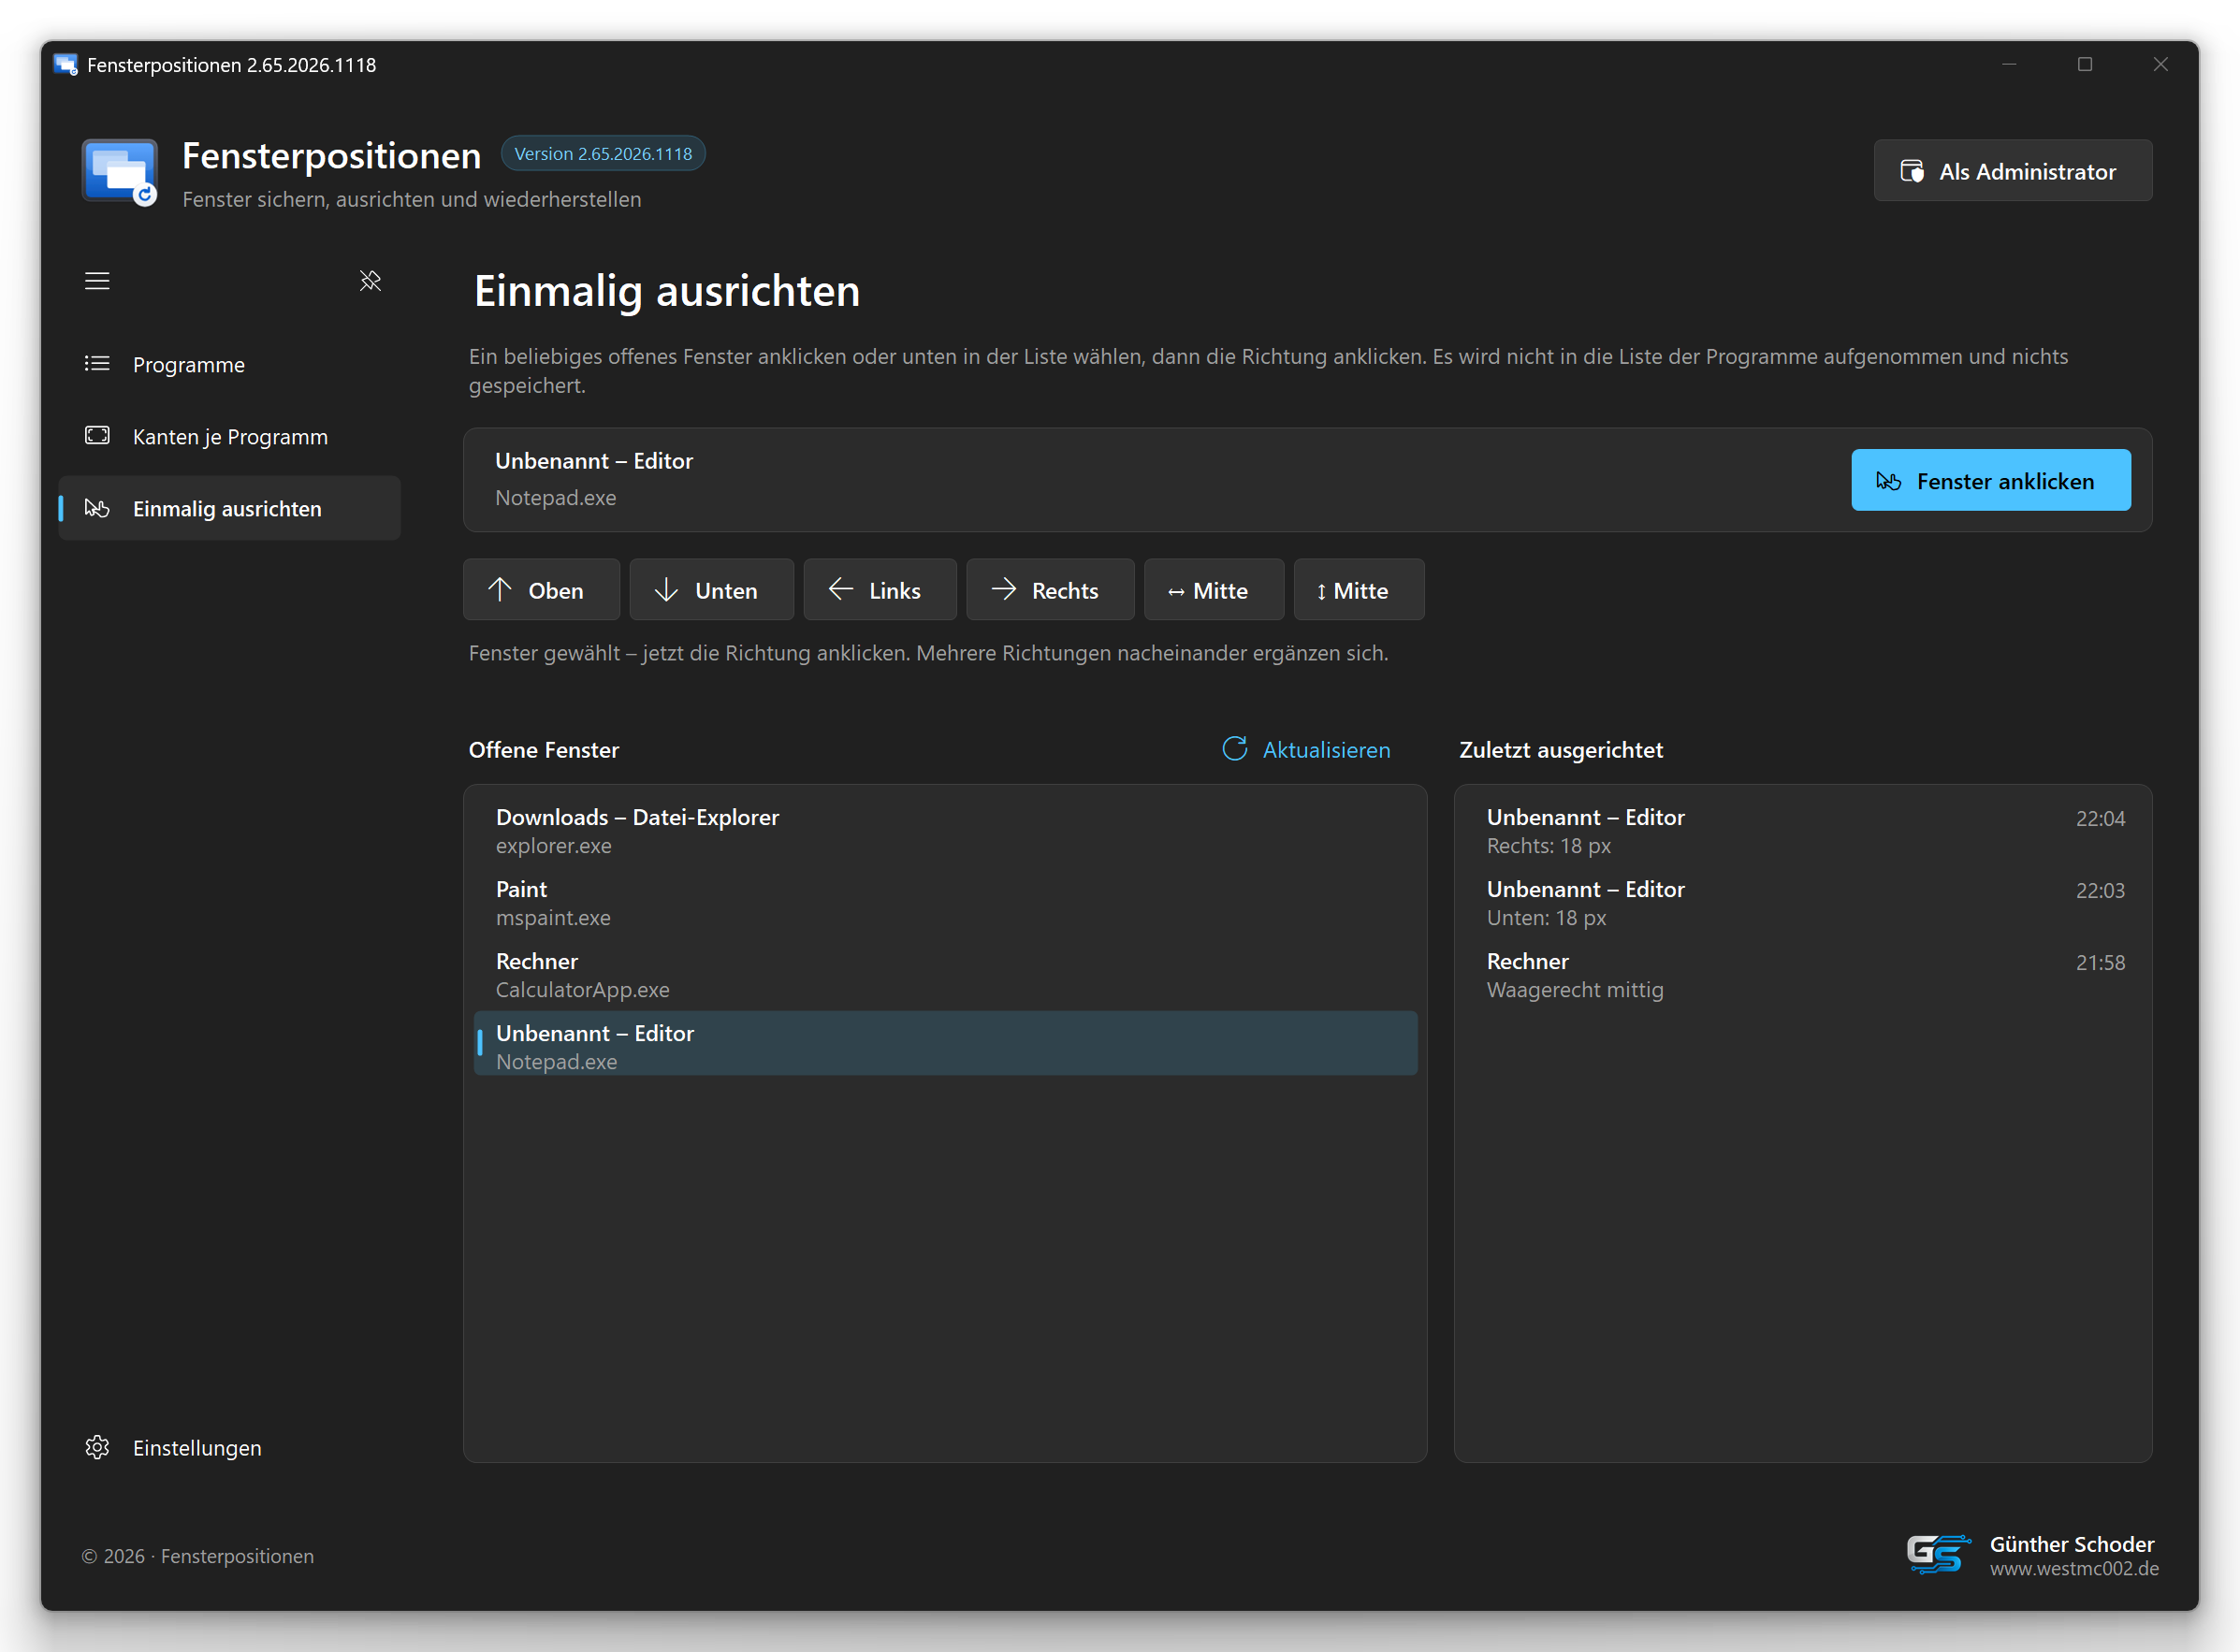 Fensterpositionen 2.65.2026.1118
Fensterpositionen
Version 2.65.2026.1118
Fenster sichern, ausrichten und wiederherstellen
Als Administrator
Programme
Kanten je Programm
Einmalig ausrichten
Einstellungen
Einmalig ausrichten
Ein beliebiges offenes Fenster anklicken oder unten in der Liste wählen, dann die Richtung anklicken. Es wird nicht in die Liste der Programme aufgenommen und nichts
gespeichert.
Unbenannt – Editor
Notepad.exe
Fenster anklicken
↑ Oben
↓ Unten
← Links
→ Rechts
↔ Mitte
↕ Mitte
Fenster gewählt – jetzt die Richtung anklicken. Mehrere Richtungen nacheinander ergänzen sich.
Offene Fenster
Aktualisieren
Downloads – Datei-Explorer
explorer.exe
Paint
mspaint.exe
Rechner
CalculatorApp.exe
Unbenannt – Editor
Notepad.exe
Zuletzt ausgerichtet
Unbenannt – Editor 22:04
Rechts: 18 px
Unbenannt – Editor 22:03
Unten: 18 px
Rechner 21:58
Waagerecht mittig
© 2026 · Fensterpositionen
GS
Günther Schoder
www.westmc002.de